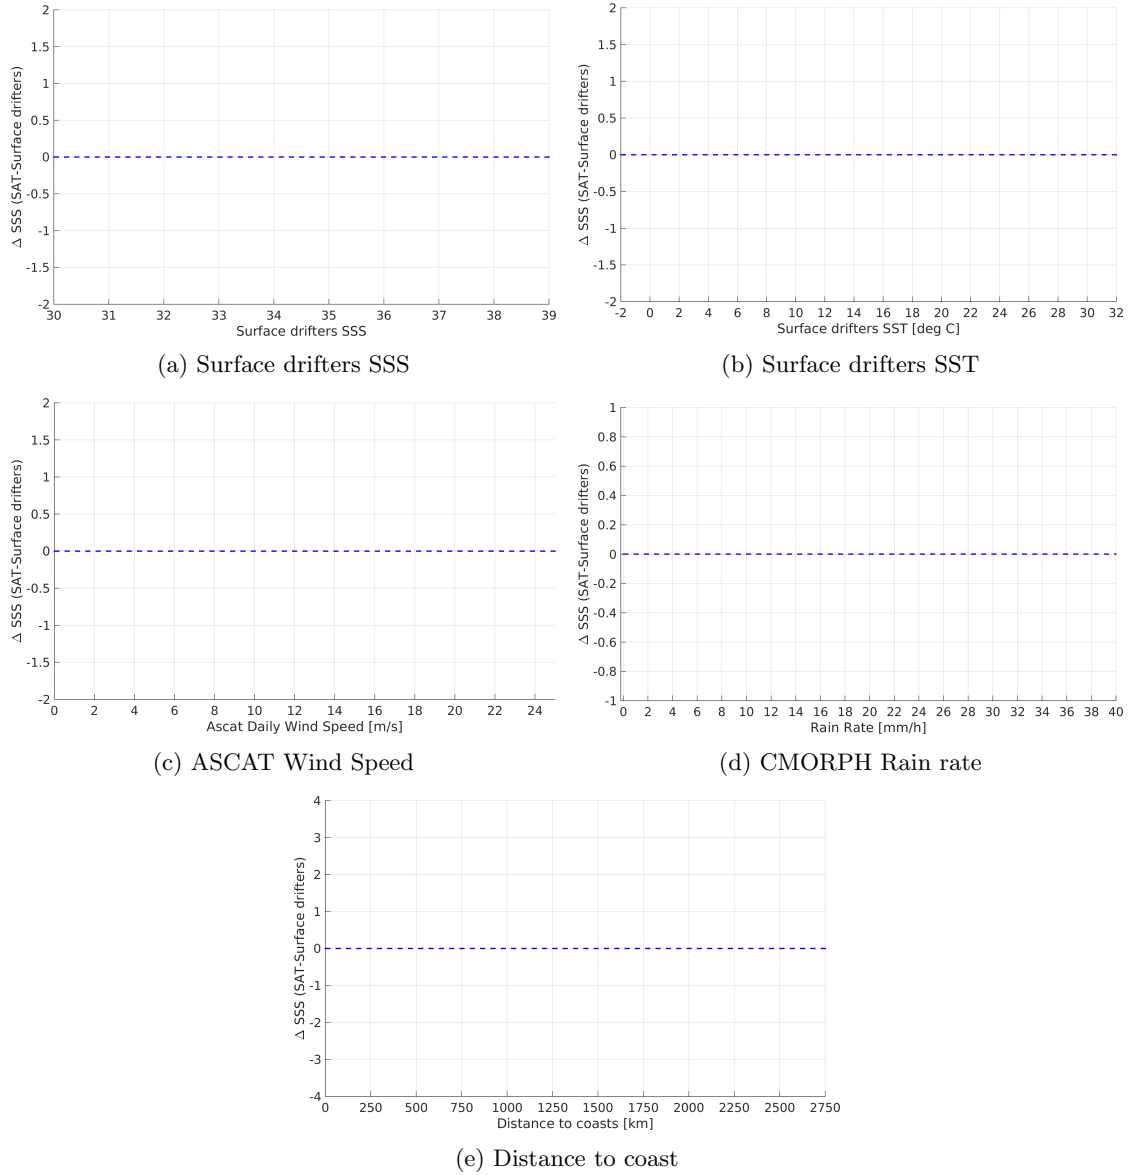 2
1.5
1
0.5
0
-0.5
-1
-1.5
-2
Δ SSS (SAT-Surface drifters)
30 31 32 33 34 35 36 37 38 39
Surface drifters SSS
(a) Surface drifters SSS
2
1.5
1
0.5
0
-0.5
-1
-1.5
-2
Δ SSS (SAT-Surface drifters)
-2 0 2 4 6 8 10 12 14 16 18 20 22 24 26 28 30 32
Surface drifters SST [deg C]
(b) Surface drifters SST
2
1.5
1
0.5
0
-0.5
-1
-1.5
-2
Δ SSS (SAT-Surface drifters)
0 2 4 6 8 10 12 14 16 18 20 22 24
Ascat Daily Wind Speed [m/s]
(c) ASCAT Wind Speed
1
0.8
0.6
0.4
0.2
0
-0.2
-0.4
-0.6
-0.8
-1
Δ SSS (SAT-Surface drifters)
0 2 4 6 8 10 12 14 16 18 20 22 24 26 28 30 32 34 36 38 40
Rain Rate [mm/h]
(d) CMORPH Rain rate
4
3
2
1
0
-1
-2
-3
-4
Δ SSS (SAT-Surface drifters)
0 250 500 750 1000 1250 1500 1750 2000 2250 2500 2750
Distance to coasts [km]
(e) Distance to coast